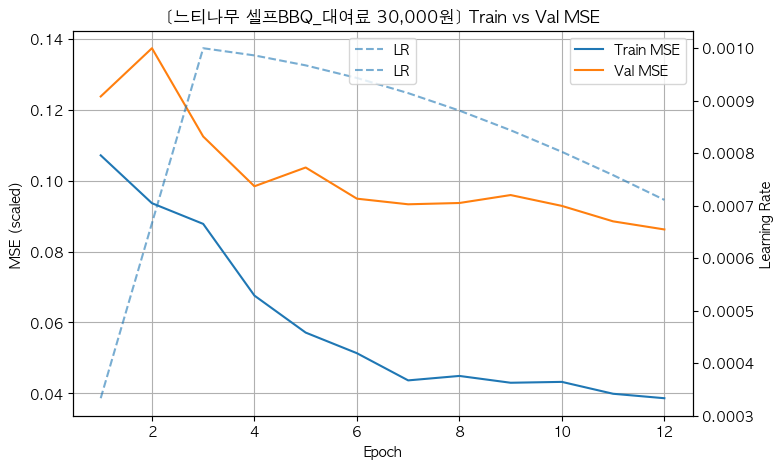 [느티나무 셀프BBQ_대여료 30,000원] Train vs Val MSE
LR
LR
Train MSE
Val MSE
0.14
0.12
0.10
0.08
0.06
0.04
MSE (scaled)
0.0010
0.0009
0.0008
0.0007
0.0006
0.0005
0.0004
0.0003
Learning Rate
2 4 6 8 10 12
Epoch